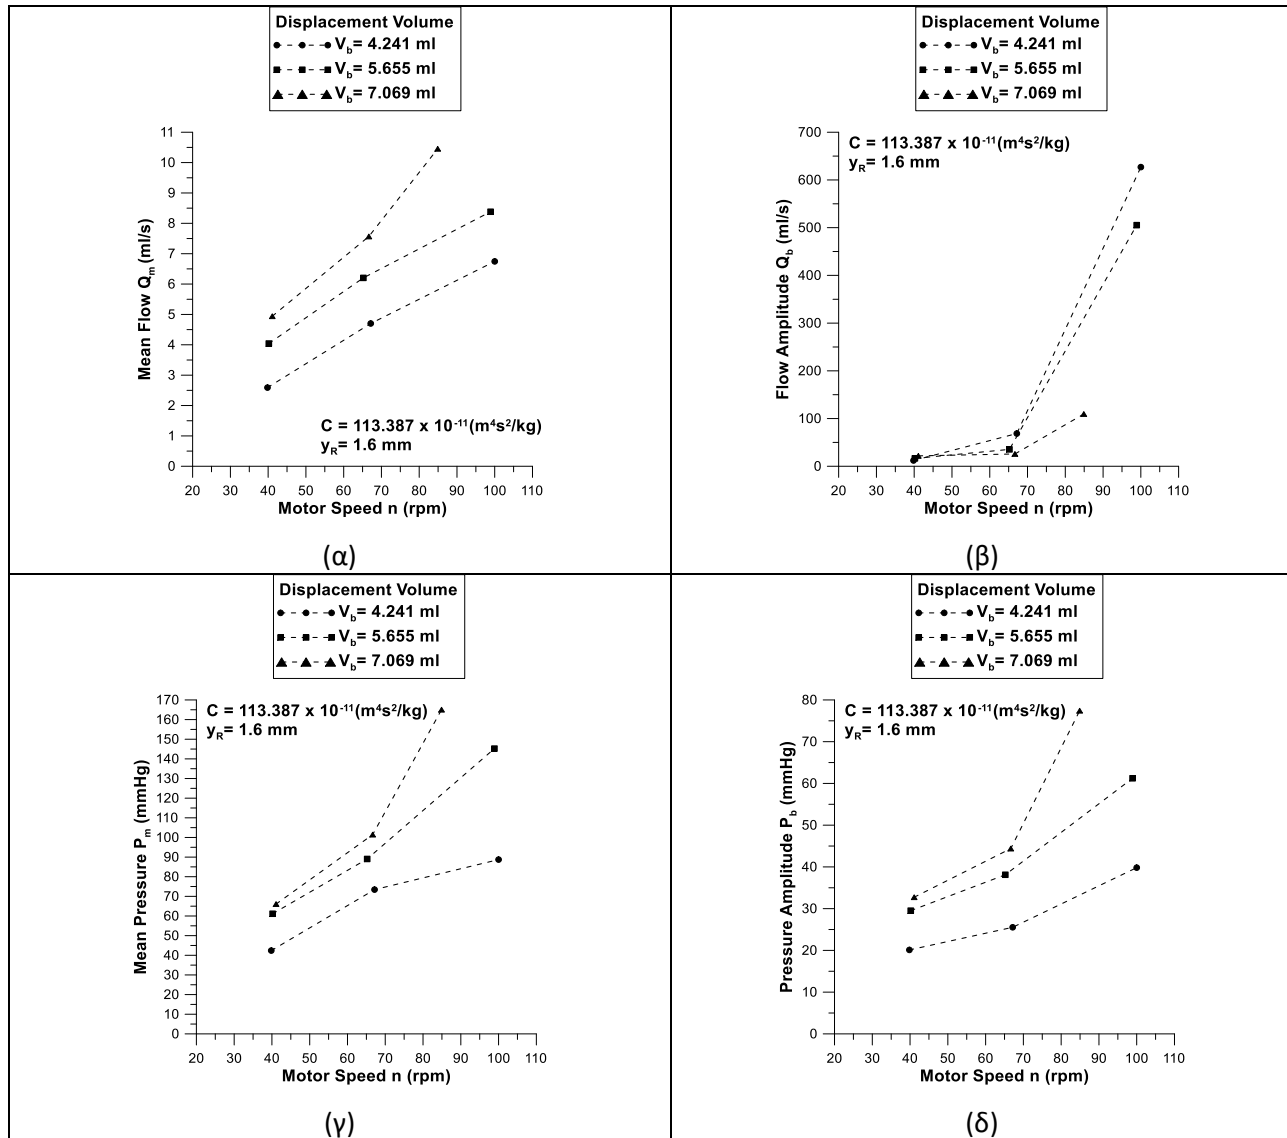 Displacement Volume
V_b= 4.241 ml
V_b= 5.655 ml
V_b= 7.069 ml
11
10
9
8
7
6
5
4
3
2
1
0
Mean Flow Q_m (ml/s)
C = 113.387 x 10⁻¹¹(m⁴s²/kg)
y_R= 1.6 mm
20 30 40 50 60 70 80 90 100 110
Motor Speed n (rpm)
(α)
Displacement Volume
V_b= 4.241 ml
V_b= 5.655 ml
V_b= 7.069 ml
C = 113.387 x 10⁻¹¹(m⁴s²/kg)
y_R= 1.6 mm
700
600
500
400
300
200
100
0
Flow Amplitude Q_b (ml/s)
20 30 40 50 60 70 80 90 100 110
Motor Speed n (rpm)
(β)
Displacement Volume
V_b= 4.241 ml
V_b= 5.655 ml
V_b= 7.069 ml
C = 113.387 x 10⁻¹¹(m⁴s²/kg)
y_R= 1.6 mm
170
160
150
140
130
120
110
100
90
80
70
60
50
40
30
20
10
0
Mean Pressure P_m (mmHg)
20 30 40 50 60 70 80 90 100 110
Motor Speed n (rpm)
(γ)
Displacement Volume
V_b= 4.241 ml
V_b= 5.655 ml
V_b= 7.069 ml
C = 113.387 x 10⁻¹¹(m⁴s²/kg)
y_R= 1.6 mm
80
70
60
50
40
30
20
10
0
Pressure Amplitude P_b (mmHg)
20 30 40 50 60 70 80 90 100 110
Motor Speed n (rpm)
(δ)